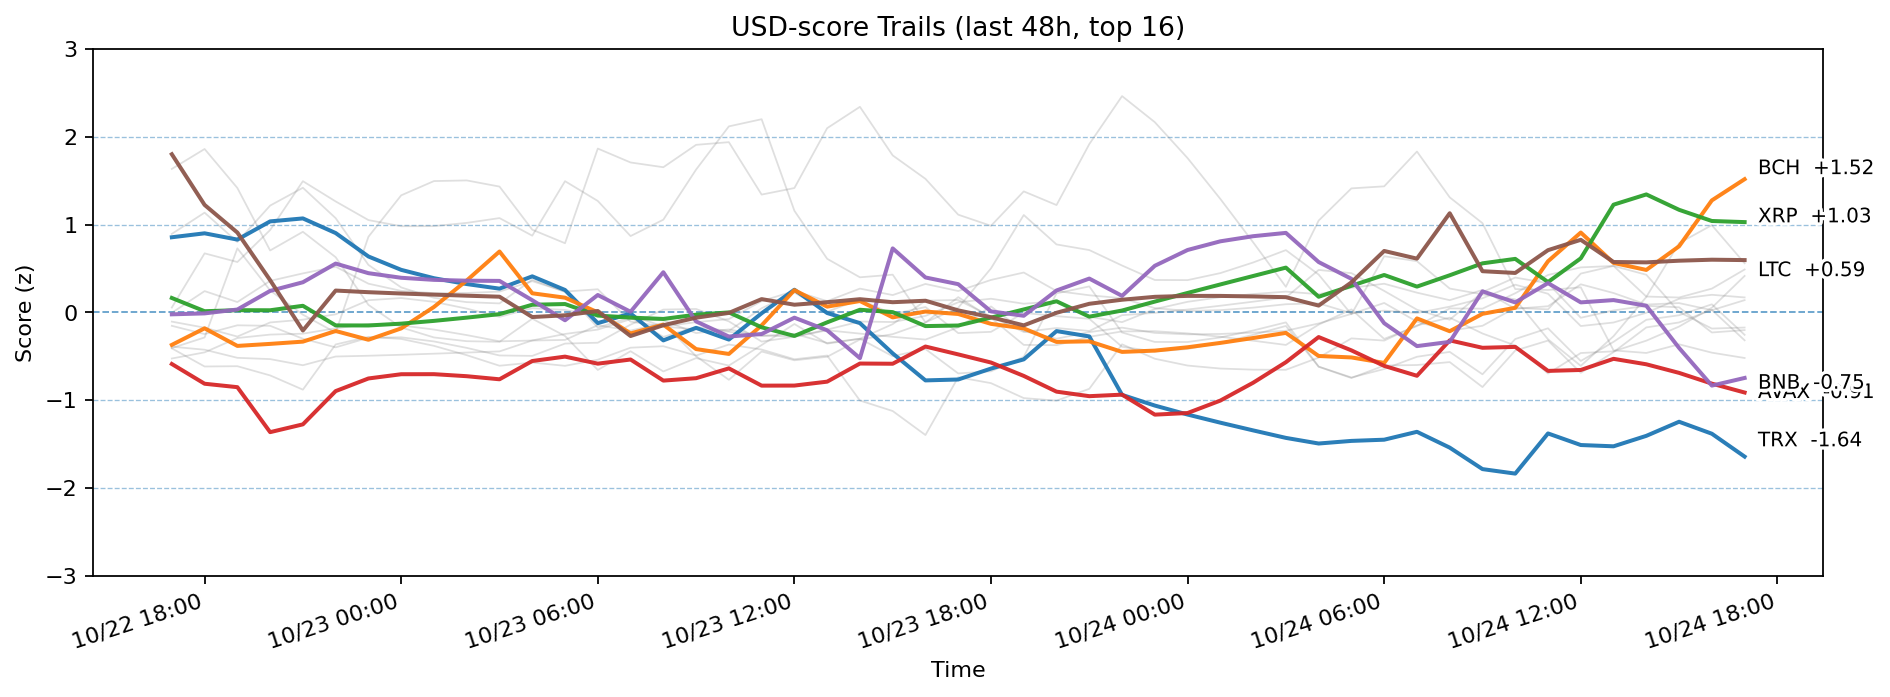 USD-score Trails (last 48h, top 16)
Score (z)
3
2
1
0
−1
−2
−3
BCH +1.52
XRP +1.03
LTC +0.59
BNB -0.75
AVAX -0.91
TRX -1.64
10/22 18:00
10/23 00:00
10/23 06:00
10/23 12:00
10/23 18:00
10/24 00:00
10/24 06:00
10/24 12:00
10/24 18:00
Time